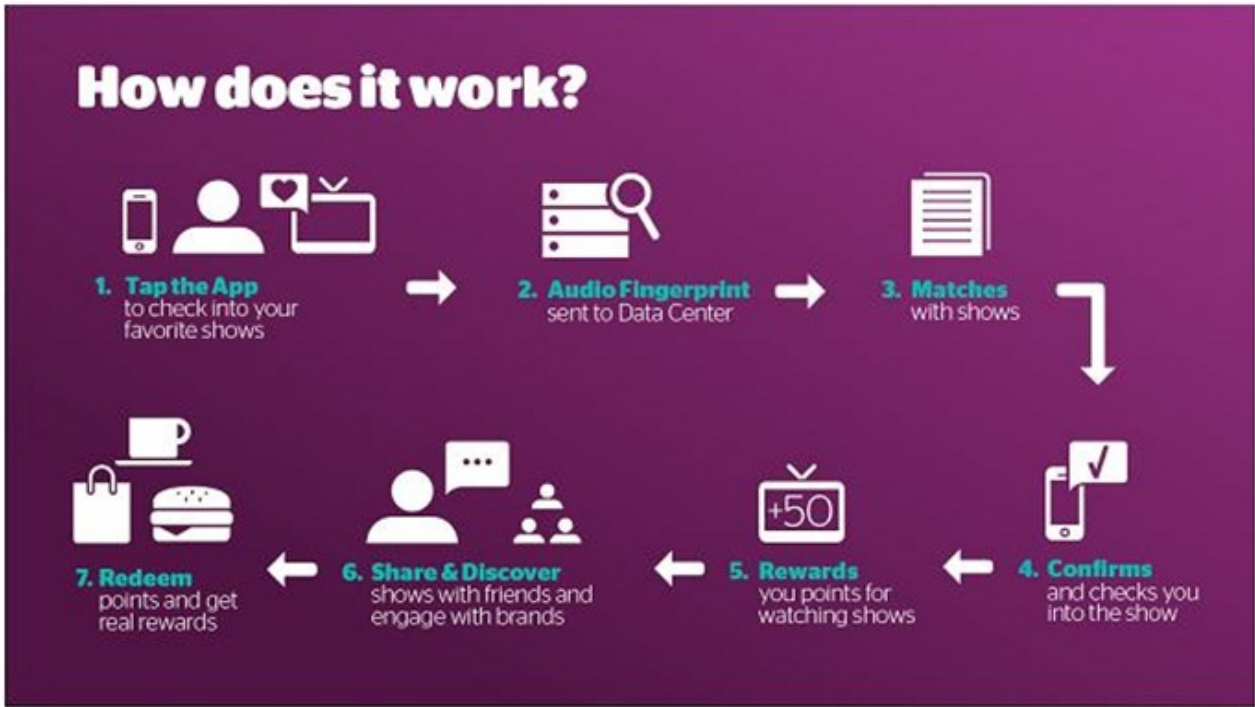 How does it work?
1. Tap the App
to check into your
favorite shows
2. Audio Fingerprint
sent to Data Center
3. Matches
with shows
4. Confirms
and checks you
into the show
+50
5. Rewards
you points for
watching shows
6. Share & Discover
shows with friends and
engage with brands
7. Redeem
points and get
real rewards